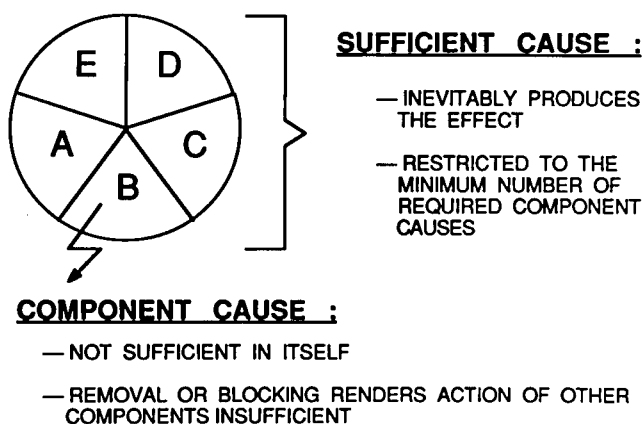 E D
A C
B
SUFFICIENT CAUSE :
— INEVITABLY PRODUCES
THE EFFECT
— RESTRICTED TO THE
MINIMUM NUMBER OF
REQUIRED COMPONENT
CAUSES
COMPONENT CAUSE :
— NOT SUFFICIENT IN ITSELF
— REMOVAL OR BLOCKING RENDERS ACTION OF OTHER
COMPONENTS INSUFFICIENT